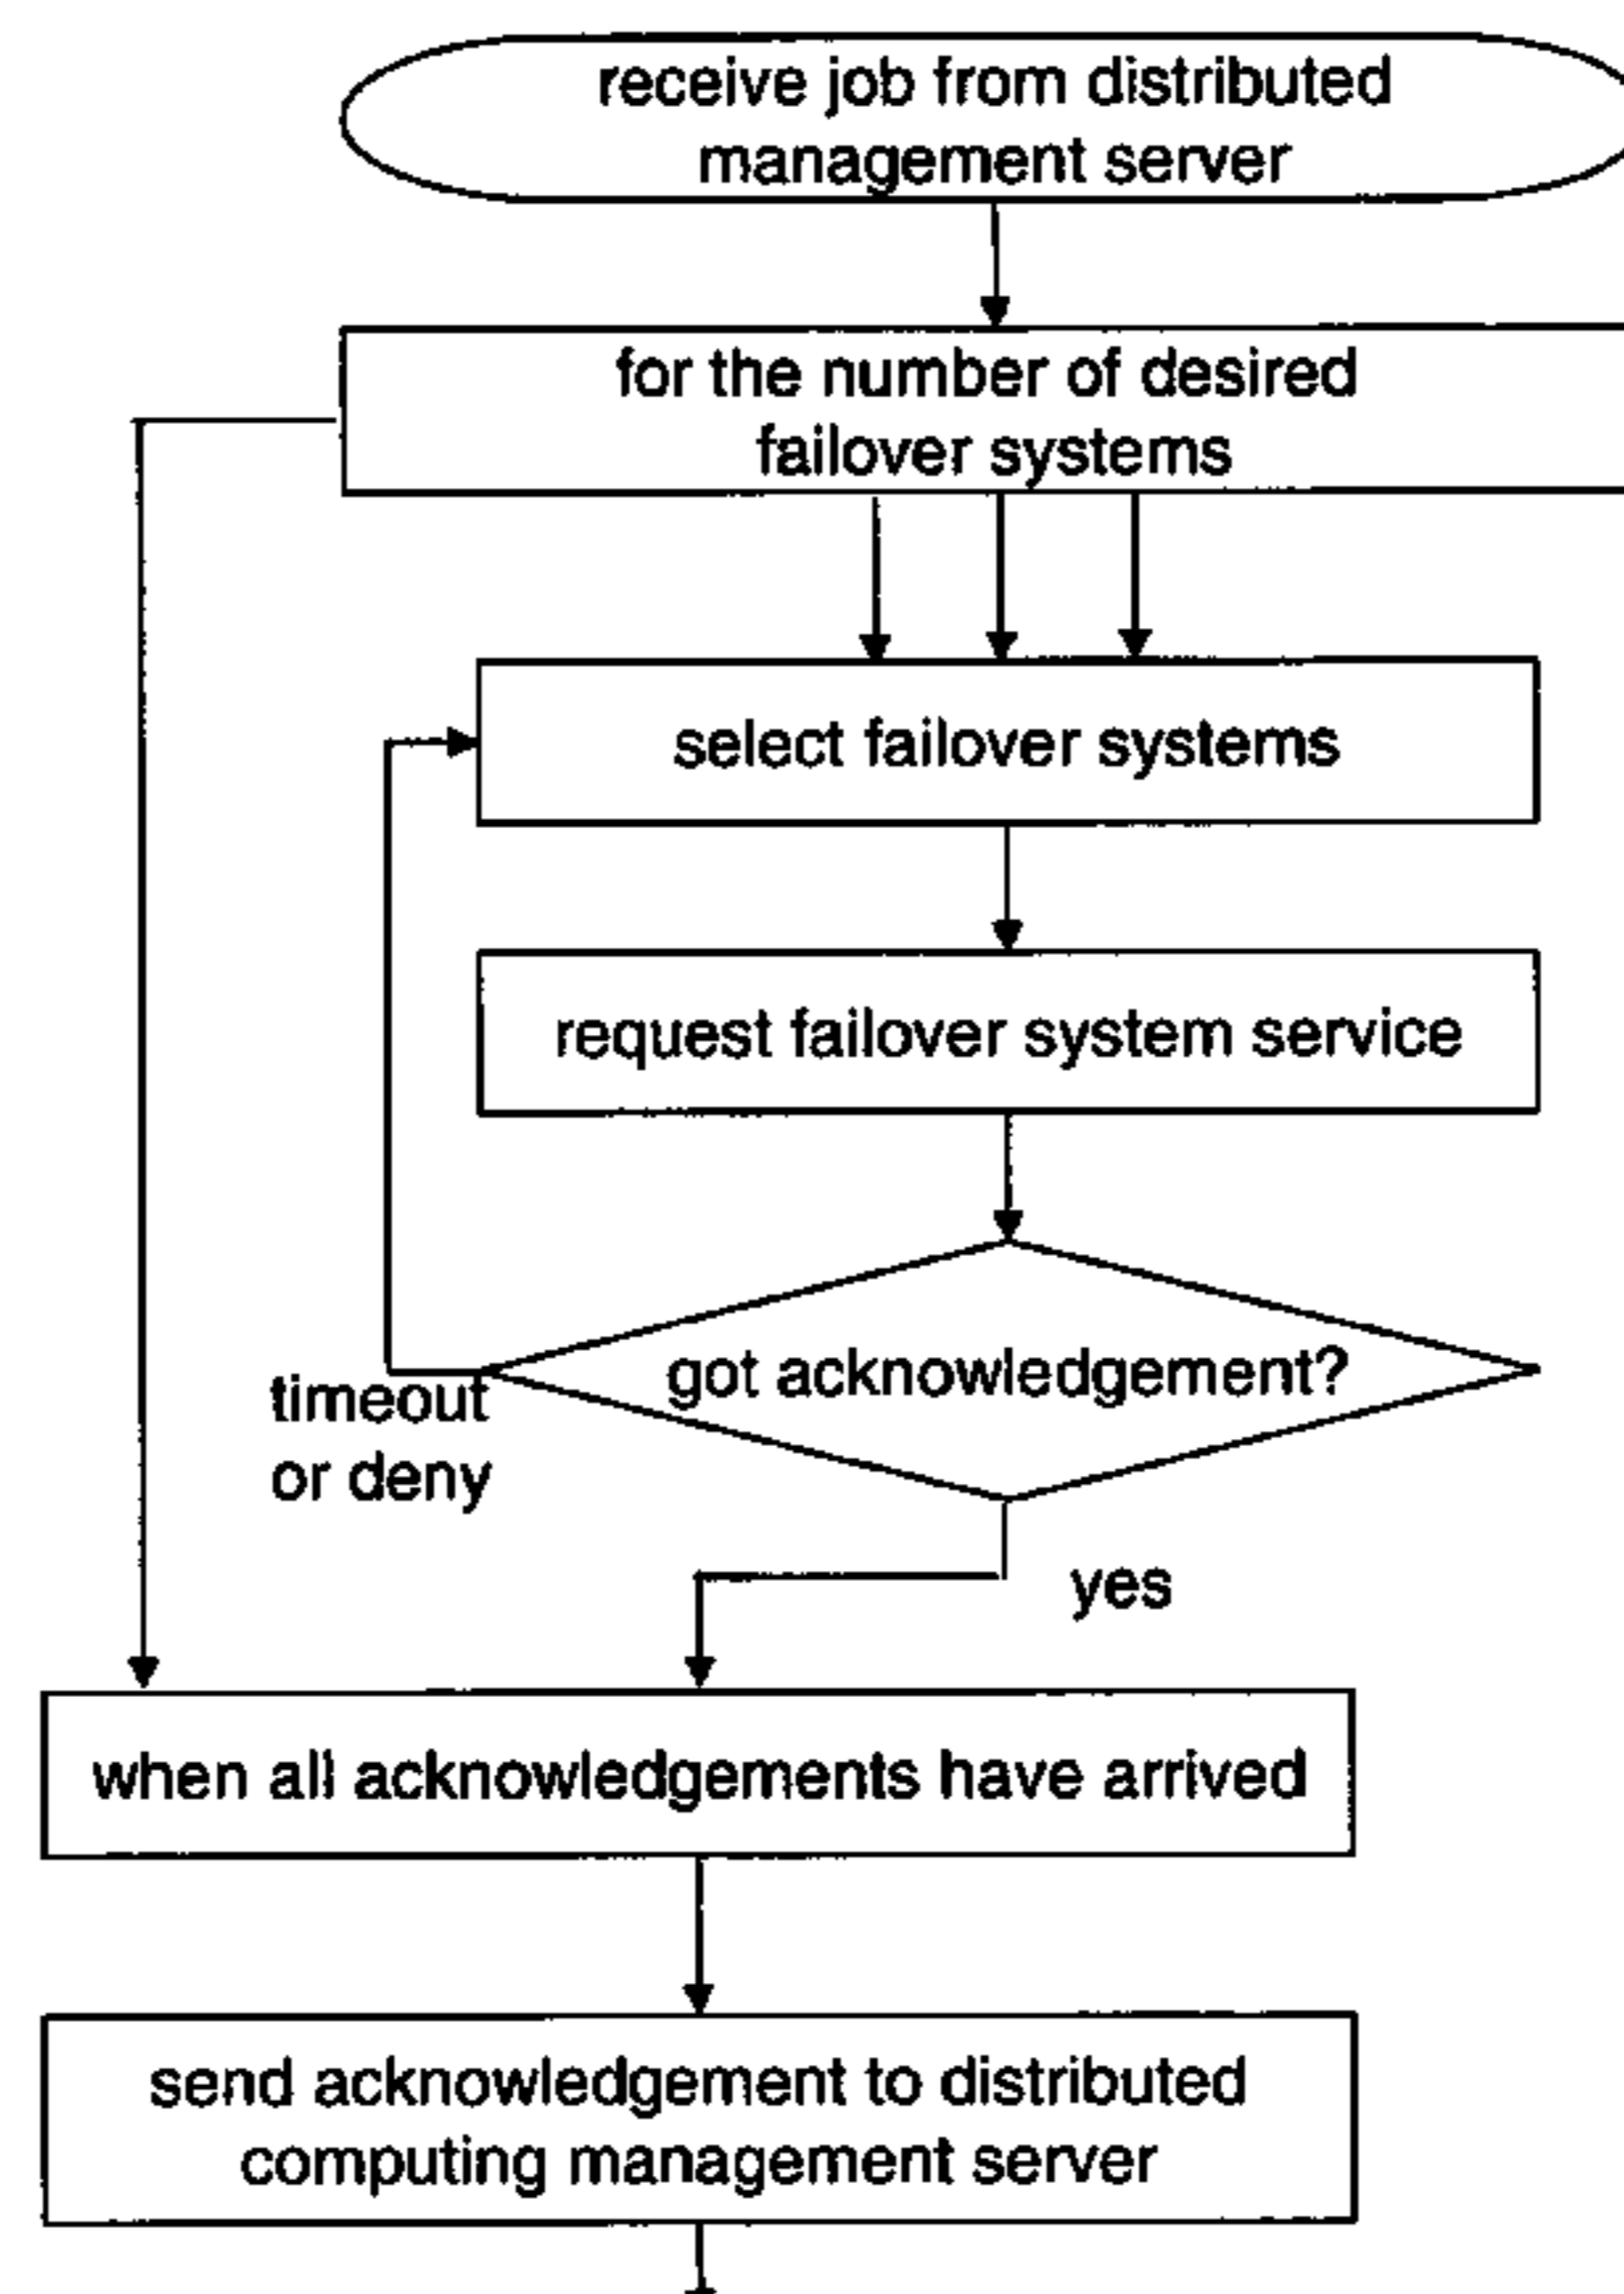 receive job from distributed
management server
for the number of desired
failover systems
select failover systems
request failover system service
got acknowledgement?
timeout
or deny
yes
when all acknowledgements have arrived
send acknowledgement to distributed
computing management server